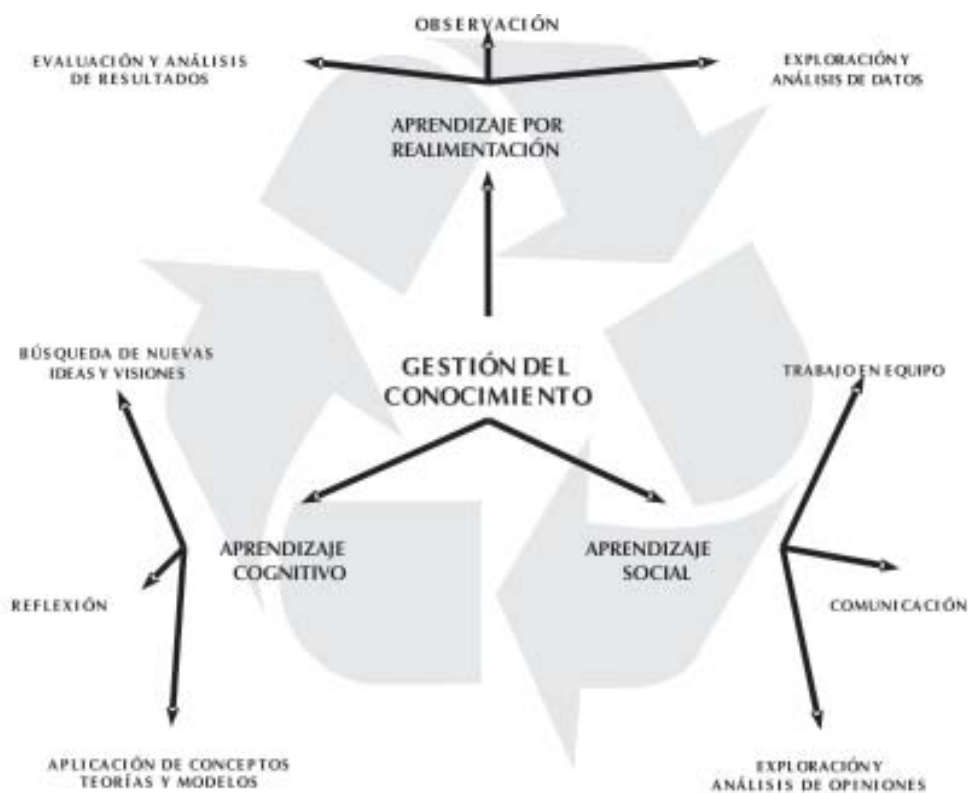 OBSERVACIÓN
EVALUACIÓN Y ANÁLISIS
DE RESULTADOS
EXPLORACIÓN Y
ANÁLISIS DE DATOS
APRENDIZAJE POR
REALIMENTACIÓN
BÚSQUEDA DE NUEVAS
IDEAS Y VISIONES
GESTIÓN DEL
CONOCIMIENTO
TRABAJO EN EQUIPO
APRENDIZAJE
COGNITIVO
APRENDIZAJE
SOCIAL
REFLEXIÓN
COMUNICACIÓN
APLICACIÓN DE CONCEPTOS
TEORÍAS Y MODELOS
EXPLORACIÓN Y
ANÁLISIS DE OPINIONES